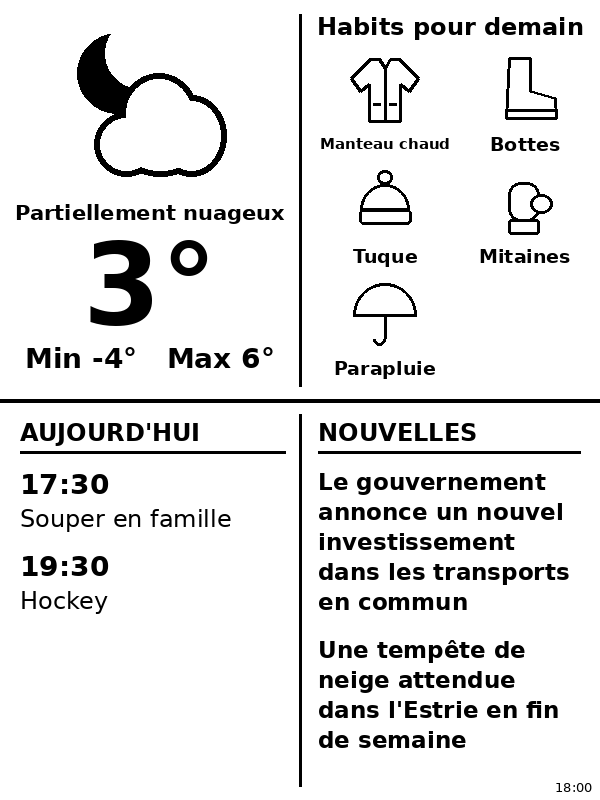 Partiellement nuageux
3°
Min -4° Max 6°
Habits pour demain
Manteau chaud
Bottes
Tuque
Mitaines
Parapluie
AUJOURD'HUI
17:30
Souper en famille
19:30
Hockey
NOUVELLES
Le gouvernement
annonce un nouvel
investissement
dans les transports
en commun
Une tempête de
neige attendue
dans l'Estrie en fin
de semaine
18:00